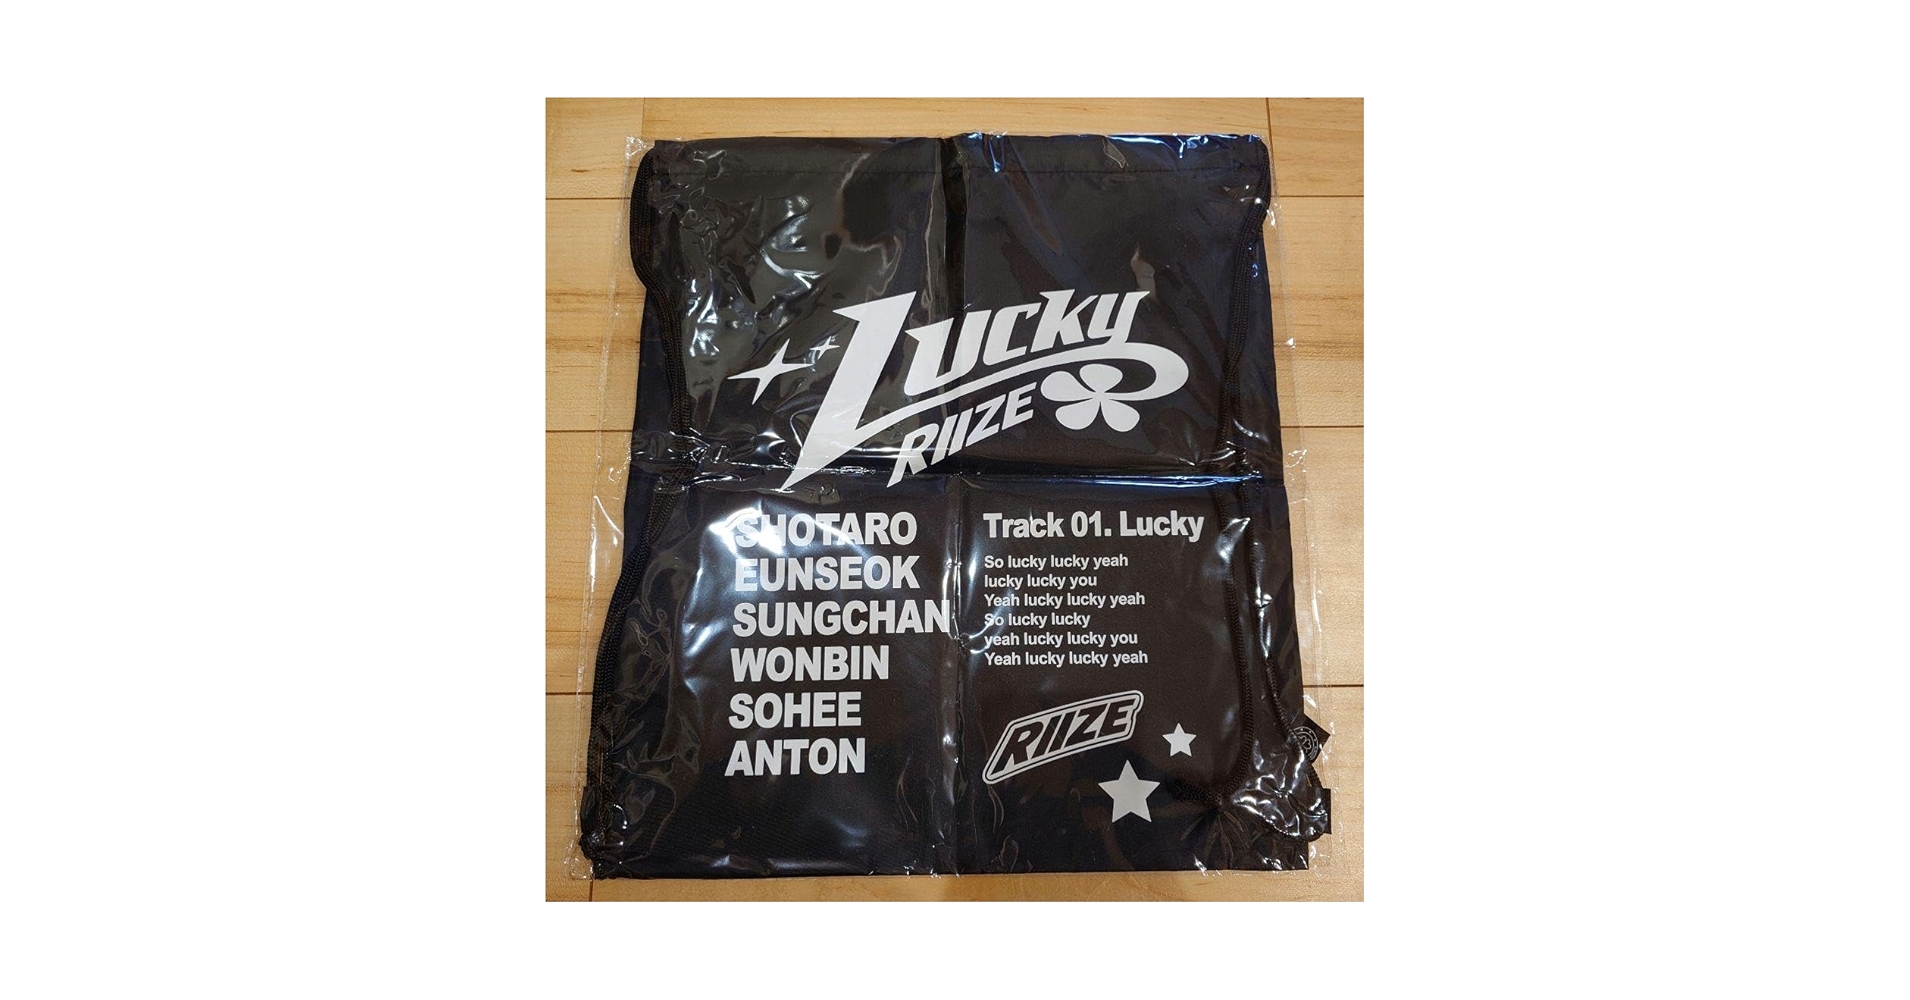 Lucky
RIIZE
SHOTARO
EUNSEOK
SUNGCHAN
WONBIN
SOHEE
ANTON
Track 01. Lucky
So lucky lucky yeah
lucky lucky you
Yeah lucky lucky yeah
So lucky lucky
yeah lucky lucky you
Yeah lucky lucky yeah
RIIZE